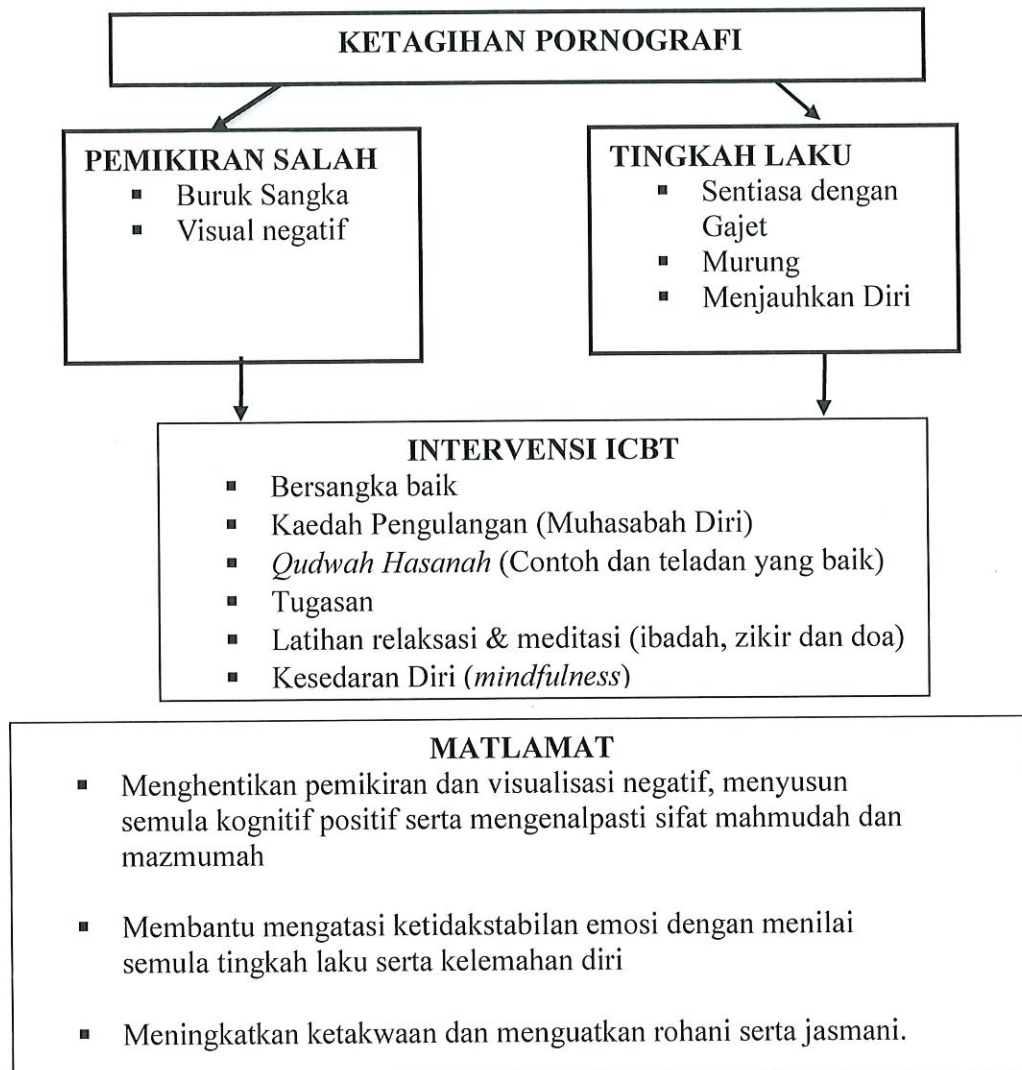 KETAGIHAN PORNOGRAFI
PEMIKIRAN SALAH
▪ Buruk Sangka
▪ Visual negatif
TINGKAH LAKU
▪ Sentiasa dengan
Gajet
▪ Murung
▪ Menjauhkan Diri
INTERVENSI ICBT
▪ Bersangka baik
▪ Kaedah Pengulangan (Muhasabah Diri)
▪ Qudwah Hasanah (Contoh dan teladan yang baik)
▪ Tugasan
▪ Latihan relaksasi & meditasi (ibadah, zikir dan doa)
▪ Kesedaran Diri (mindfulness)
MATLAMAT
▪ Menghentikan pemikiran dan visualisasi negatif, menyusun
semula kognitif positif serta mengenalpasti sifat mahmudah dan
mazmumah
▪ Membantu mengatasi ketidakstabilan emosi dengan menilai
semula tingkah laku serta kelemahan diri
▪ Meningkatkan ketakwaan dan menguatkan rohani serta jasmani.